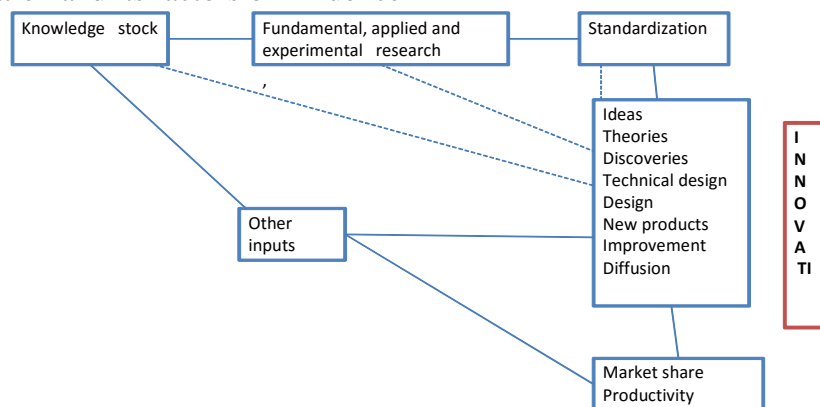 Knowledge stock
Fundamental, applied and
experimental research
Standardization
,
Ideas
Theories
Discoveries
Technical design
Design
New products
Improvement
Diffusion
I
N
N
O
V
A
TI
Other
inputs
Market share
Productivity